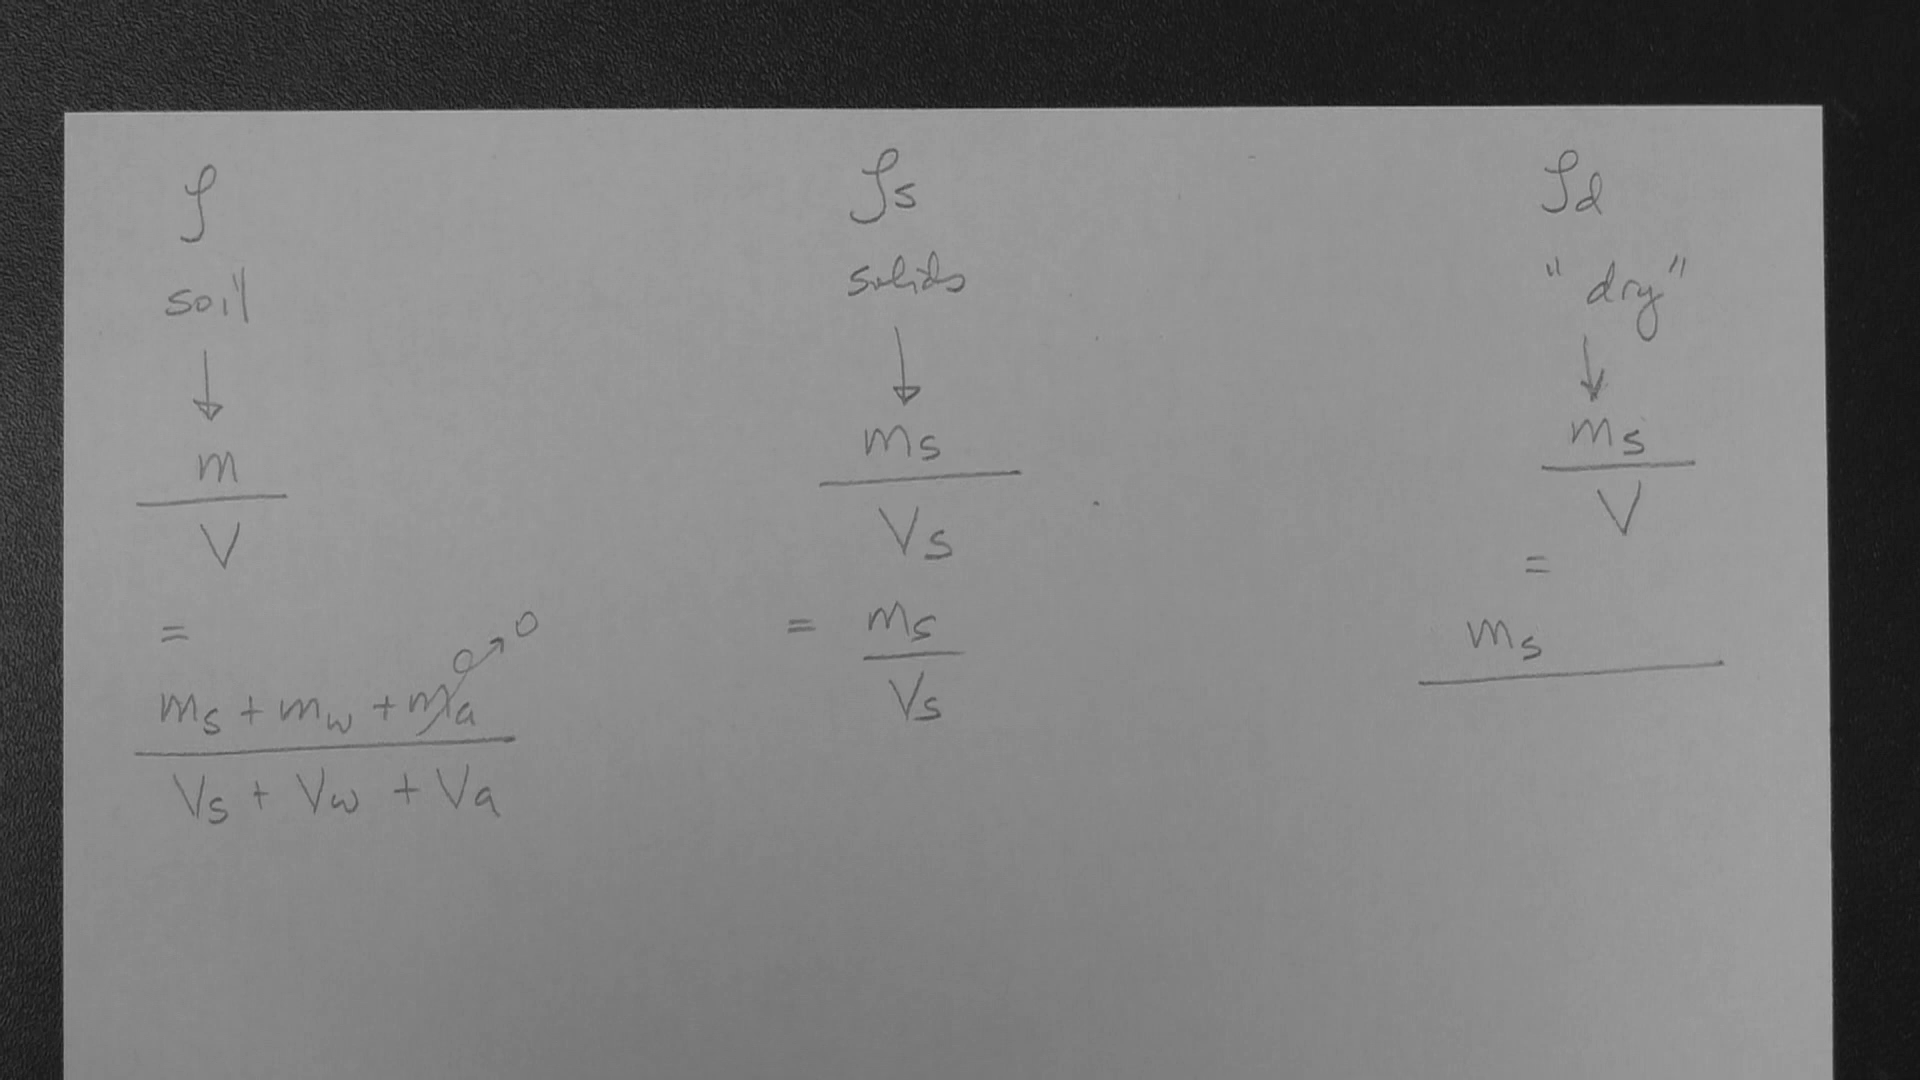 ρ
soil
↓
m
V
=
ms + mw + ma → 0
Vs + Vw + Va
ρs
solids
↓
ms
Vs
= ms
Vs
ρd
"dry"
↓
ms
V
=
ms